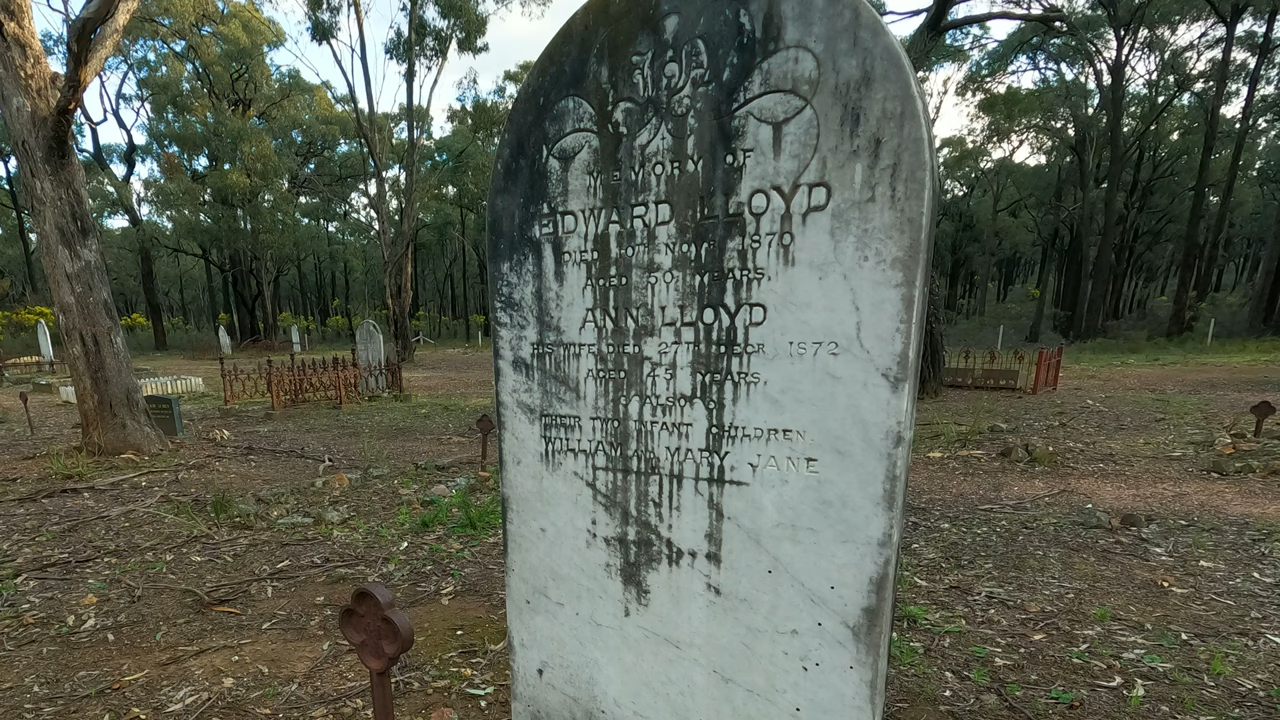 IN
MEMORY OF
EDWARD LLOYD
DIED 10TH NOVR 1870
AGED 50 YEARS.
ANN LLOYD
HIS WIFE DIED 27TH DECR 1872
AGED 45 YEARS,
ALSO
THEIR TWO INFANT CHILDREN.
WILLIAM AND MARY JANE